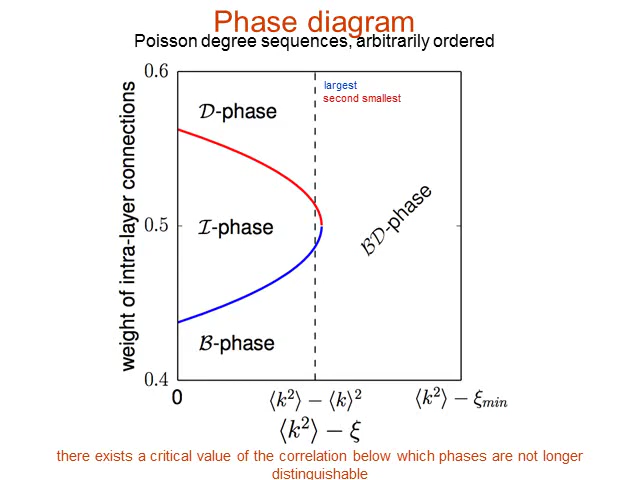 Phase diagram
Poisson degree sequences, arbitrarily ordered
0.6
largest
second smallest
𝒟-phase
weight of intra-layer connections
0.5
ℐ-phase
ℬ𝒟-phase
ℬ-phase
0.4
0
⟨k²⟩ − ⟨k⟩²
⟨k²⟩ − ξₘᵢₙ
⟨k²⟩ − ξ
there exists a critical value of the correlation below which phases are not longer
distinguishable